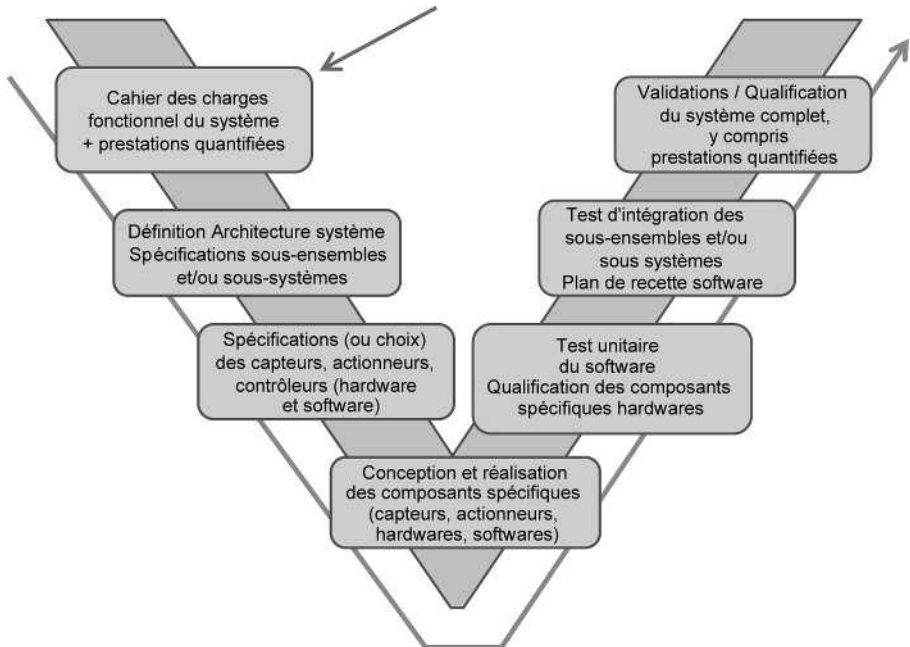 Cahier des charges
fonctionnel du système
+ prestations quantifiées
Définition Architecture système
Spécifications sous-ensembles
et/ou sous-systèmes
Spécifications (ou choix)
des capteurs, actionneurs,
contrôleurs (hardware
et software)
Conception et réalisation
des composants spécifiques
(capteurs, actionneurs,
hardwares, softwares)
Test unitaire
du software
Qualification des composants
spécifiques hardwares
Test d'intégration des
sous-ensembles et/ou
sous systèmes
Plan de recette software
Validations / Qualification
du système complet,
y compris
prestations quantifiées